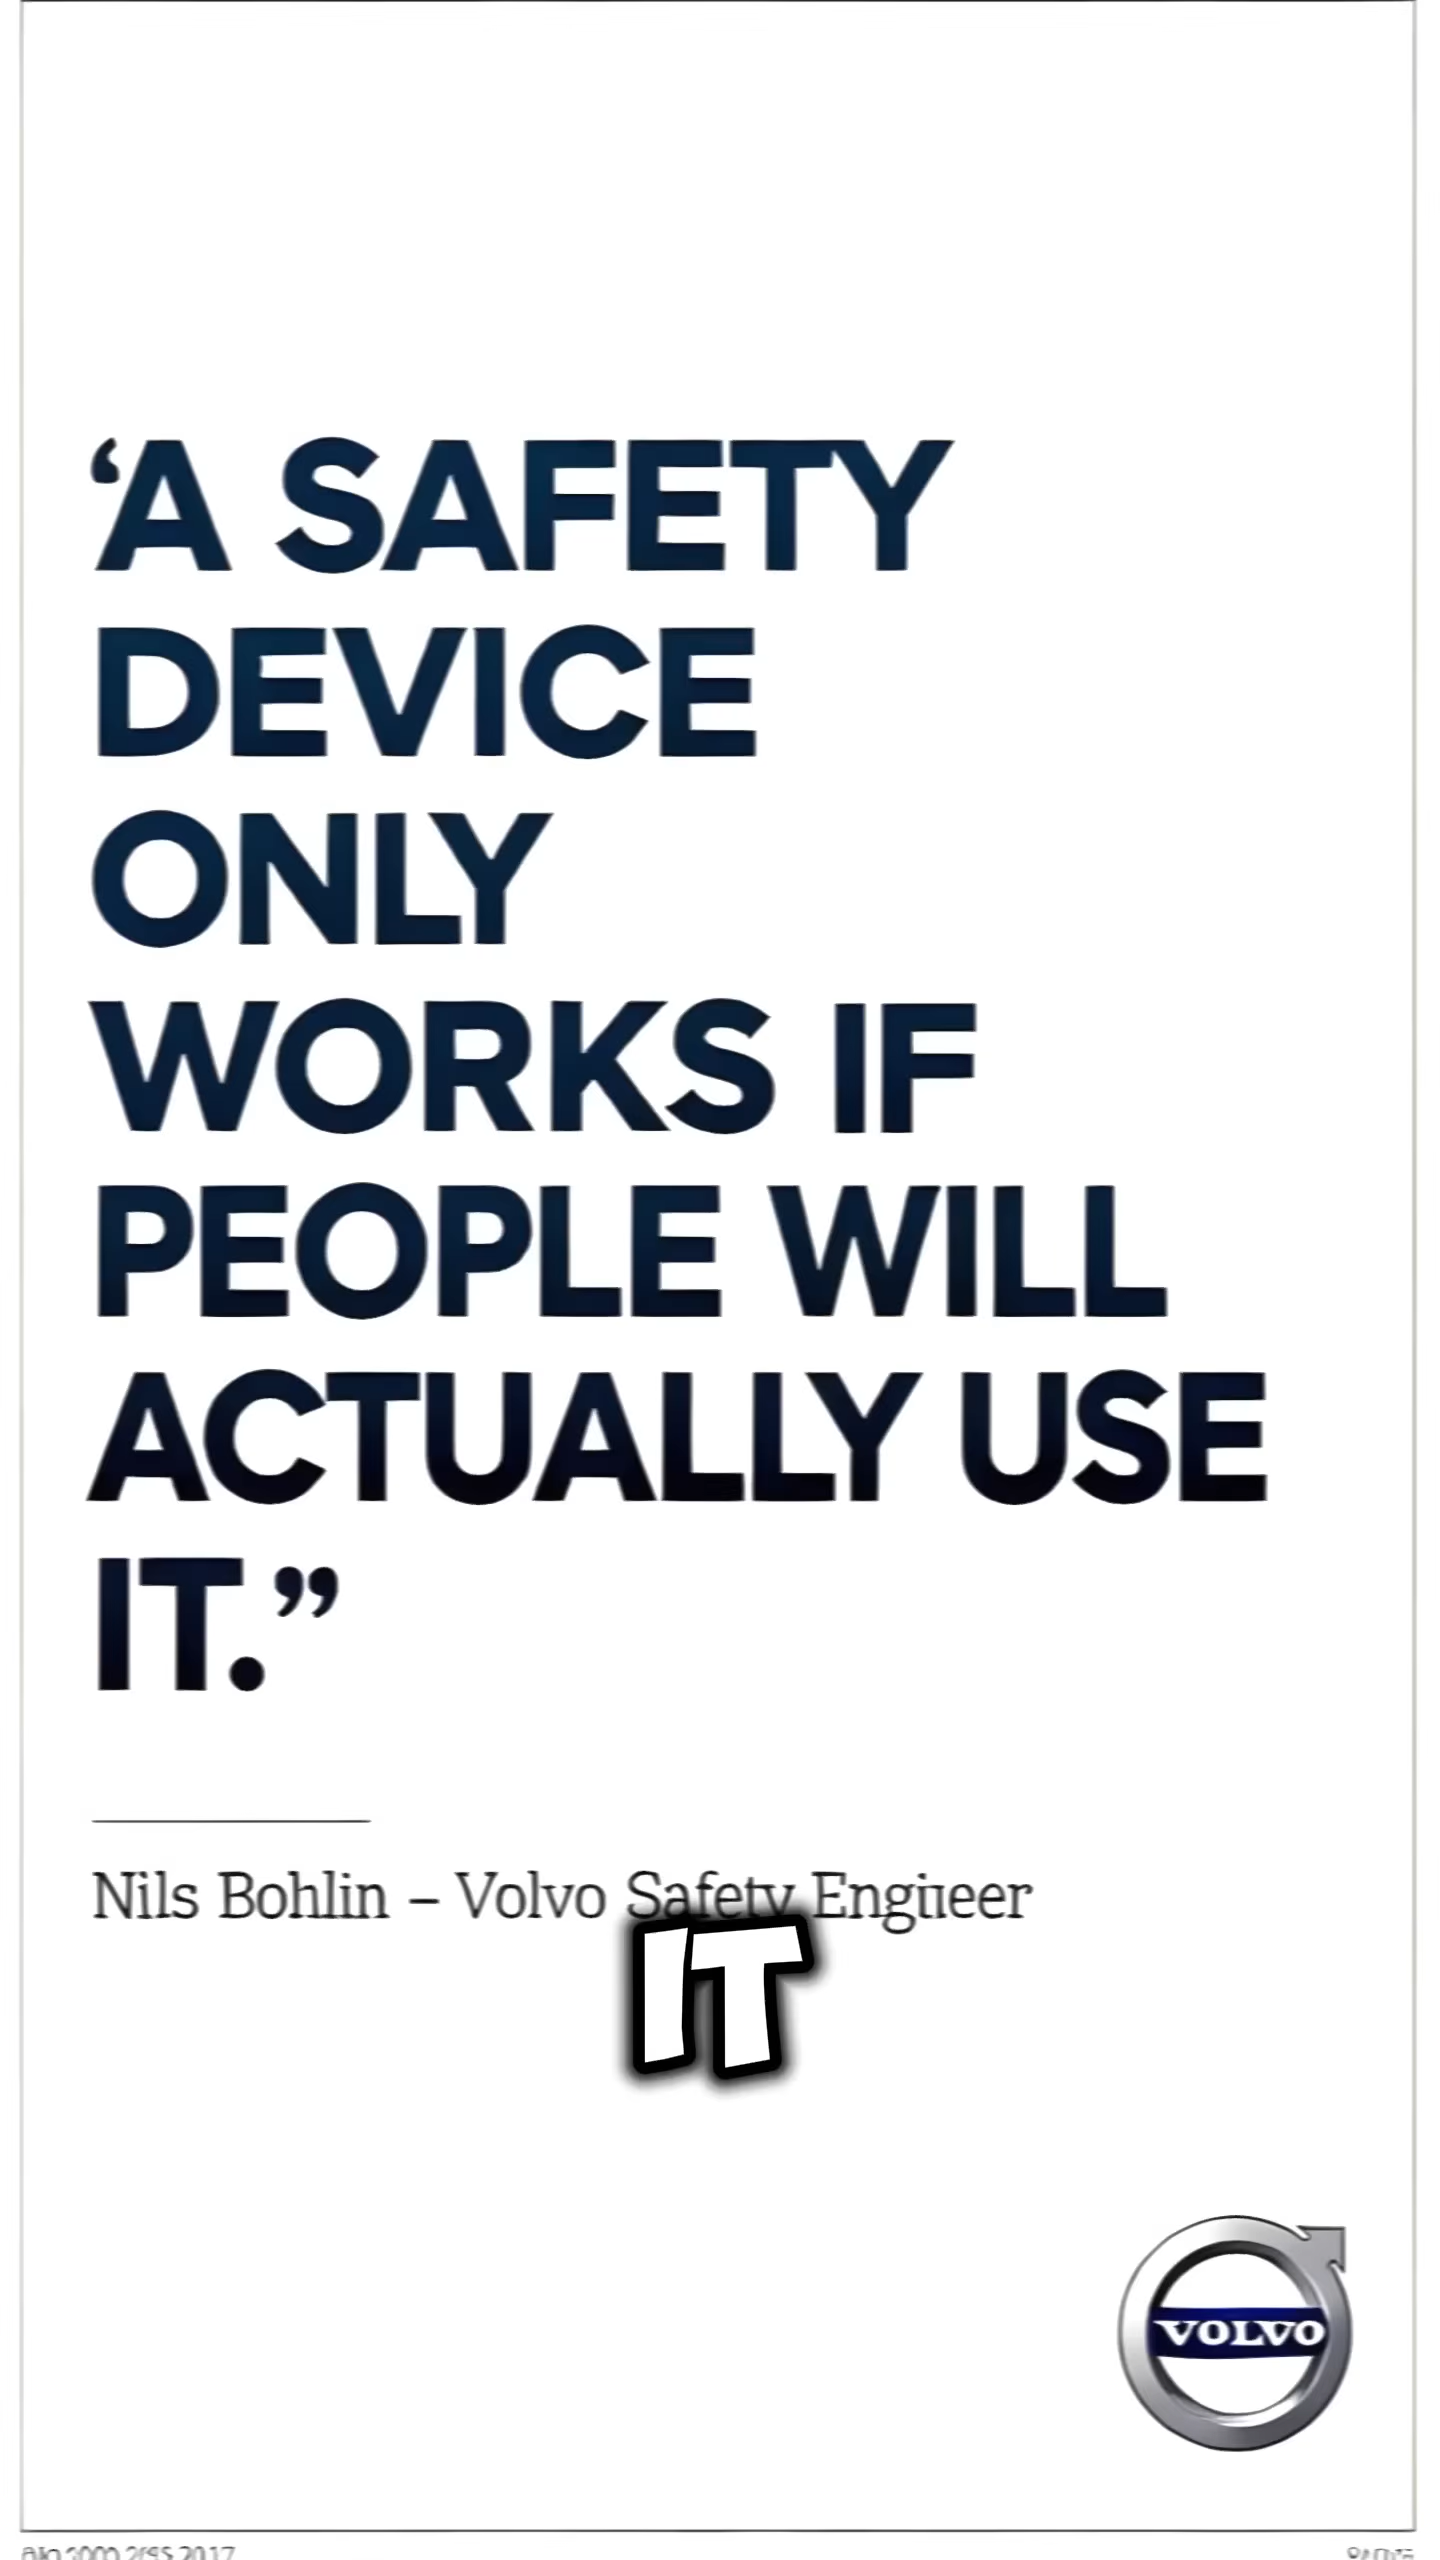 ‘A SAFETY
DEVICE
ONLY
WORKS IF
PEOPLE WILL
ACTUALLY USE
IT.”
Nils Bohlin – Volvo Safety Engiieer
IT
VOLVO